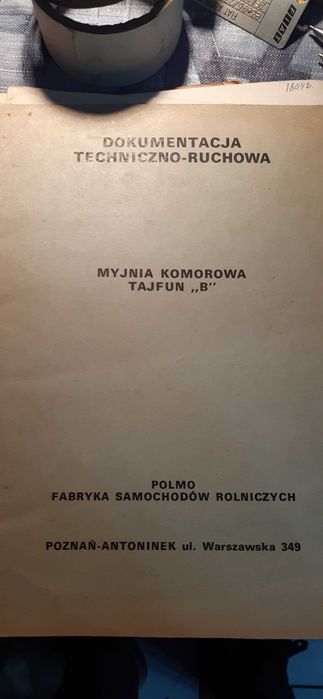 DOKUMENTACJA
TECHNICZNO-RUCHOWA
MYJNIA KOMOROWA
TAJFUN „B"
POLMO
FABRYKA SAMOCHODÓW ROLNICZYCH
POZNAŃ-ANTONINEK ul. Warszawska 349